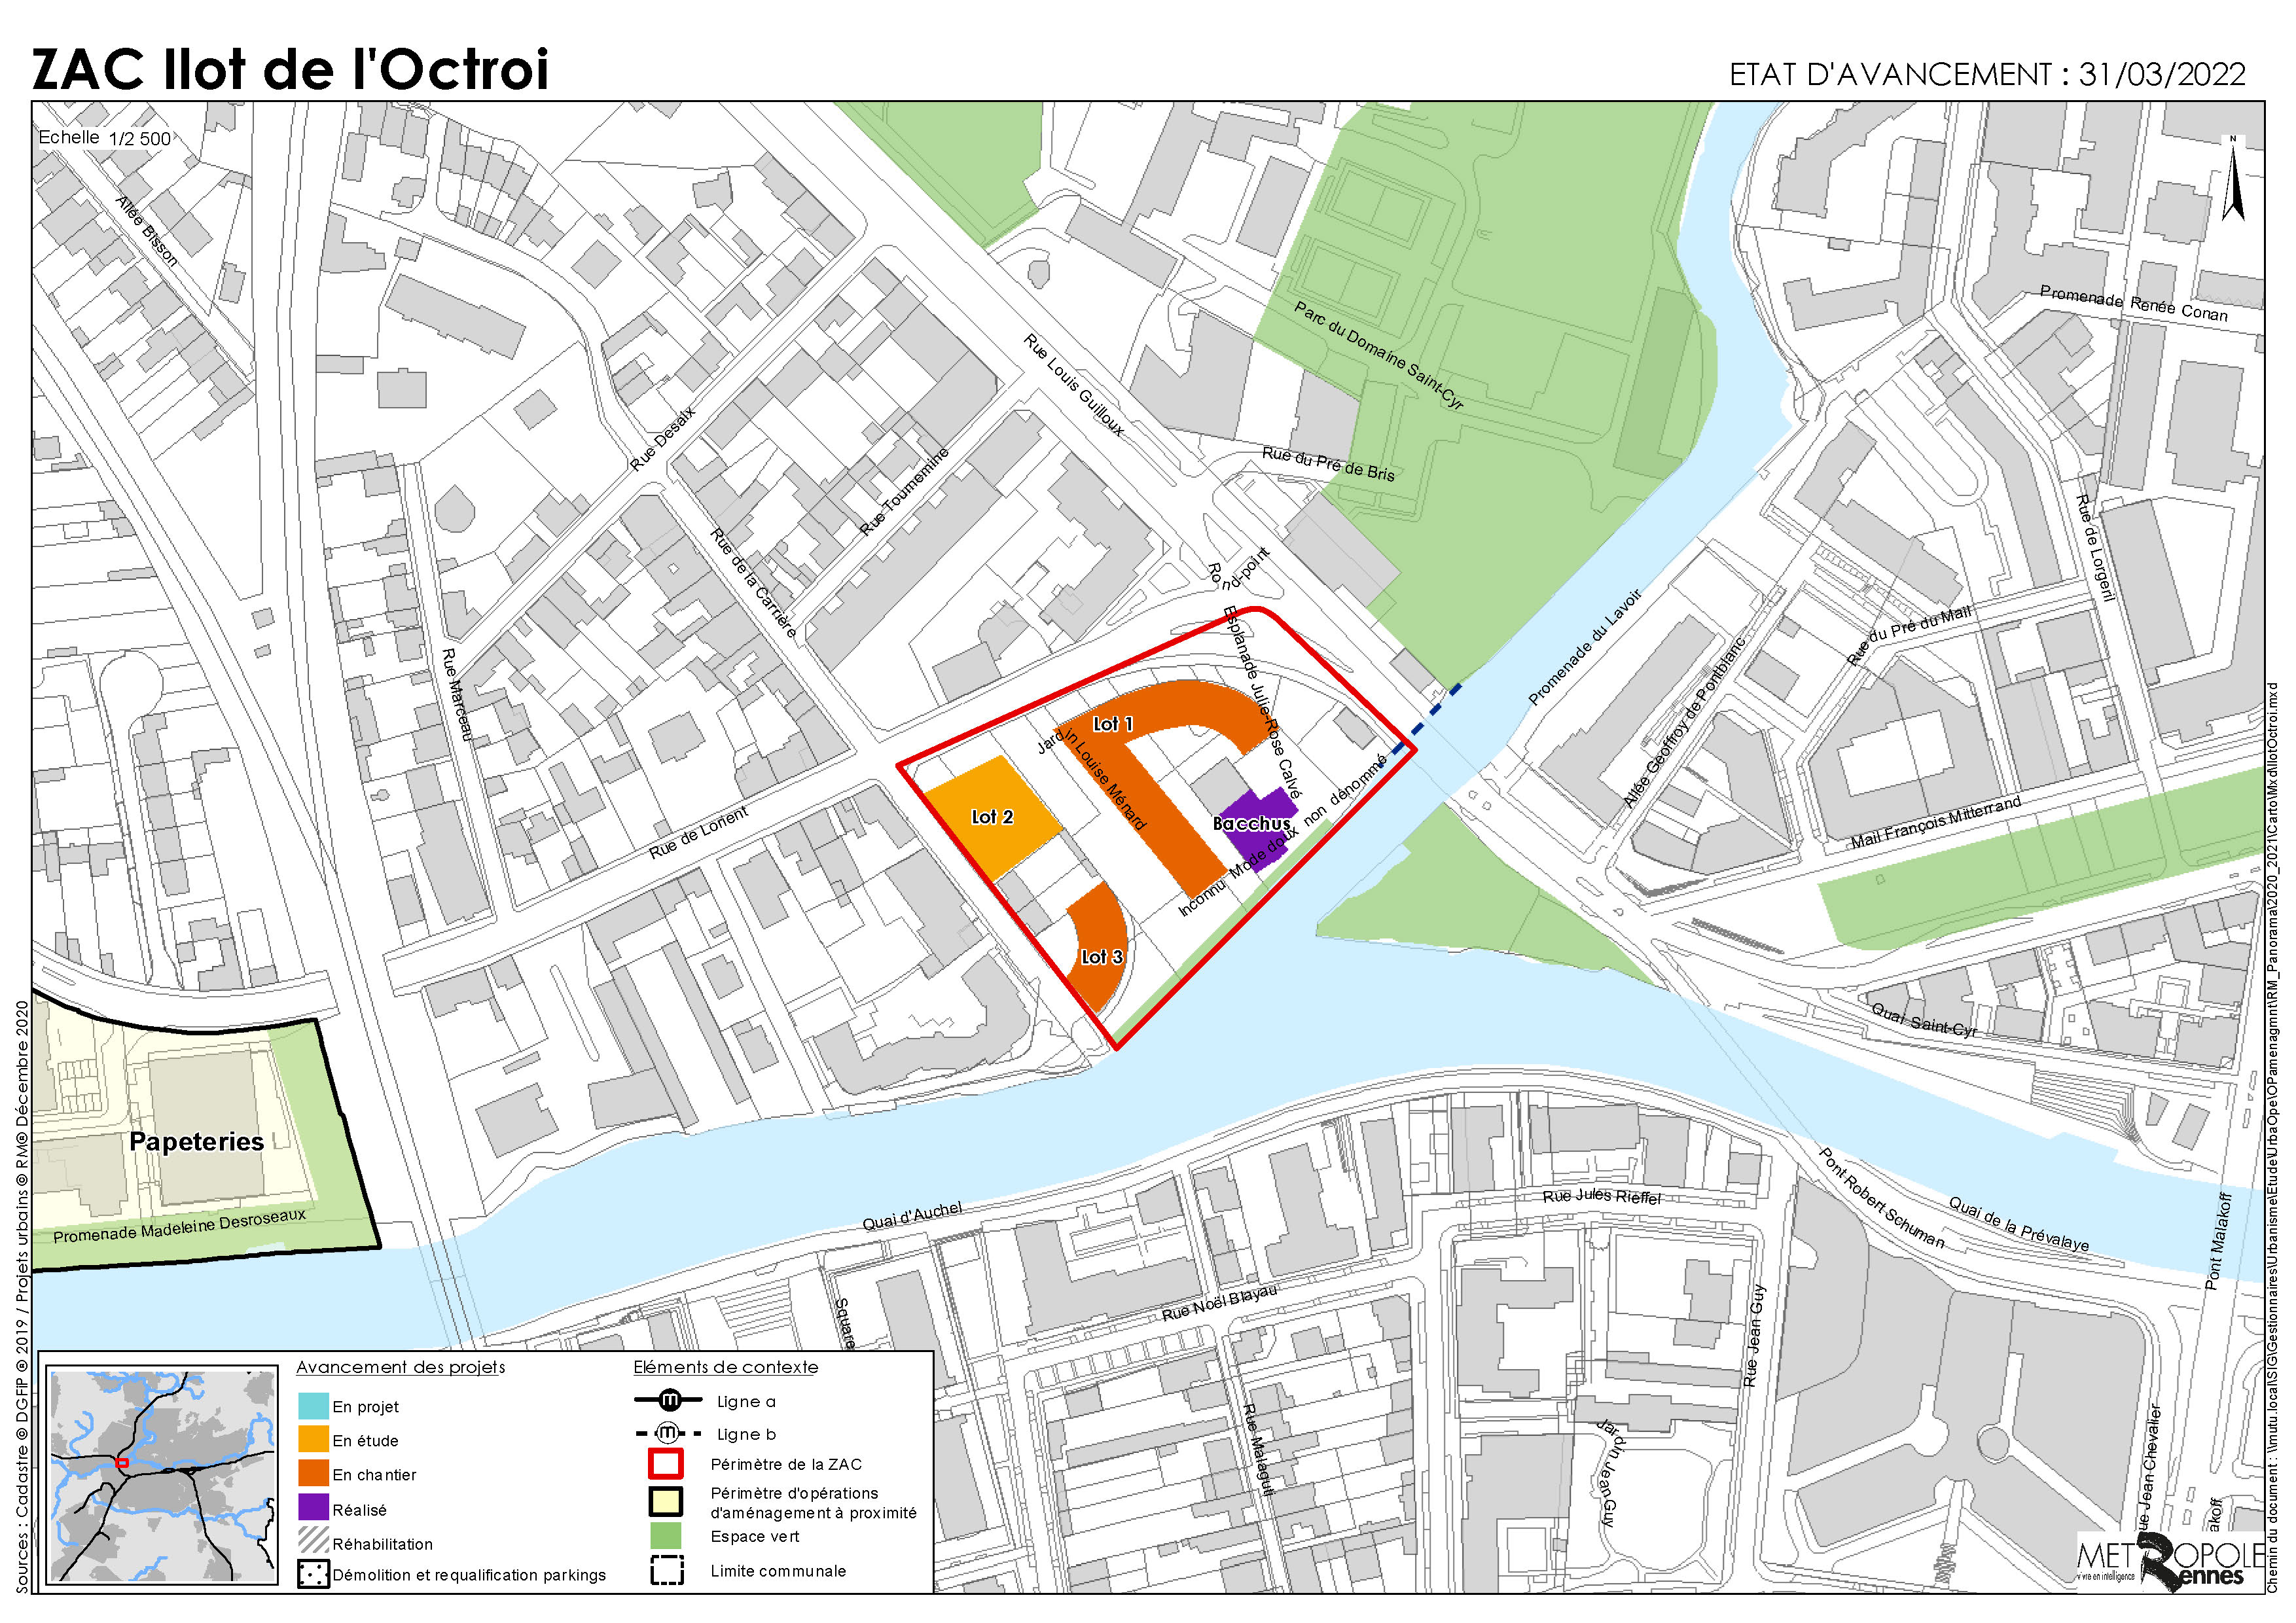 ZAC Ilot de l'Octroi
ETAT D'AVANCEMENT : 31/03/2022
Echelle 1/2 500
N
Allée Bisson
Promenade Renée Conan
Parc du Domaine Saint-Cyr
Rue Louis Guilloux
Rue Desaix
Rue Tournemine
Rue du Pré de Bris
Rue de Lorgeril
Rue de la Carrière
Rond-point
Promenade du Lavoir
Rue du Pré du Mail
Rue Marceau
Esplanade Julie-Rose Calvé
Allée Geoffroy de Pontblanc
Lot 1
Jardin Louise Ménard
Lot 2
Bacchus
Inconnu Mode doux non dénommé
Rue de Lorient
Mail François Mitterrand
Lot 3
Quai Saint-Cyr
Papeteries
Promenade Madeleine Desroseaux
Quai d'Auchel
Rue Jules Rieffel
Pont Robert Schuman
Quai de la Prévalaye
Pont Malakoff
Rue Noël Blayau
Square
Rue Jean Guy
Rue Malaguti
Jardin Jean Guy
ue Jean Chevalier
akoff
Avancement des projets
En projet
En étude
En chantier
Réalisé
Réhabilitation
Démolition et requalification parkings
Eléments de contexte
m Ligne a
m Ligne b
Périmètre de la ZAC
Périmètre d'opérations
d'aménagement à proximité
Espace vert
Limite communale
METROPOLE
vivre en intelligence
Rennes
Sources : Cadastre ® DGFIP ® 2019 / Projets urbains ® RM® Décembre 2020
Chemin du document : \\mutu.local\SIG\Gestionnaires\Urbanisme\Etude\UrbaOpe\OPamenagmnt\RM_Panorama\2020_2021\Carto\Mxd\IlotOctroi.mxd